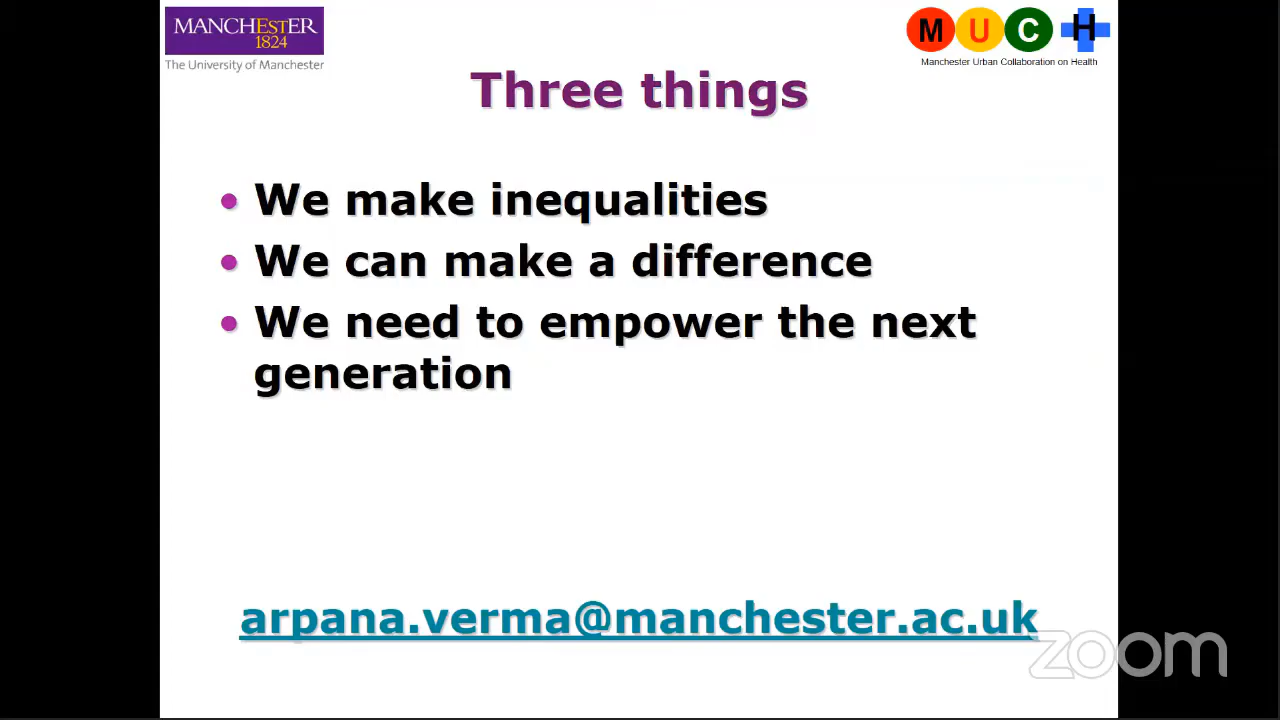 MANCHESTER
1824
The University of Manchester
M U C H
Manchester Urban Collaboration on Health
Three things
• We make inequalities
• We can make a difference
• We need to empower the next
generation
arpana.verma@manchester.ac.uk
zoom